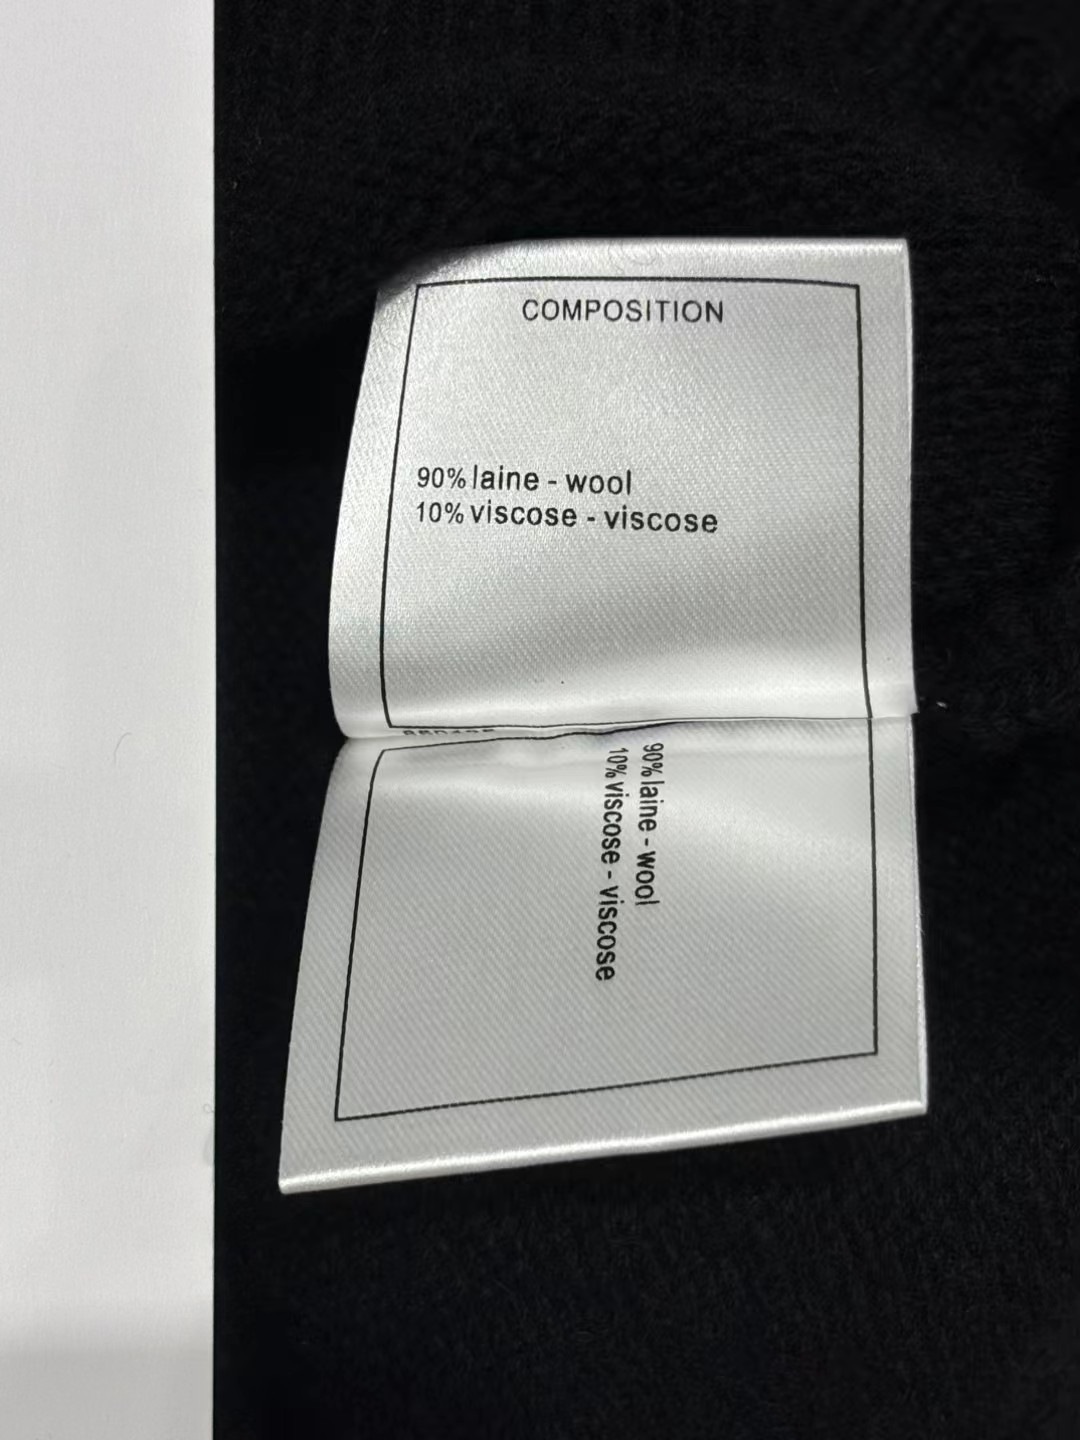 COMPOSITION
90% laine - wool
10% viscose - viscose
90% laine - wool
10% viscose - viscose